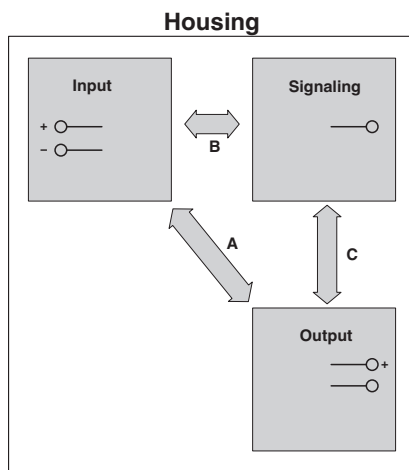 Housing
Input
Signaling
+
−
B
A
C
Output
+